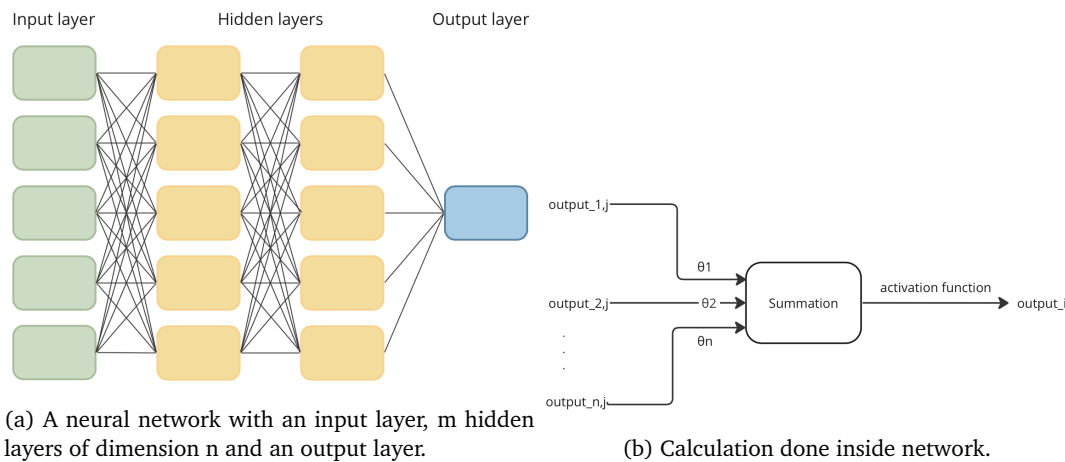 Input layer
Hidden layers
Output layer
output_1,j
θ1
output_2,j
θ2
Summation
activation function
output_i
.
.
.
θn
output_n,j
(a) A neural network with an input layer, m hidden
layers of dimension n and an output layer.
(b) Calculation done inside network.